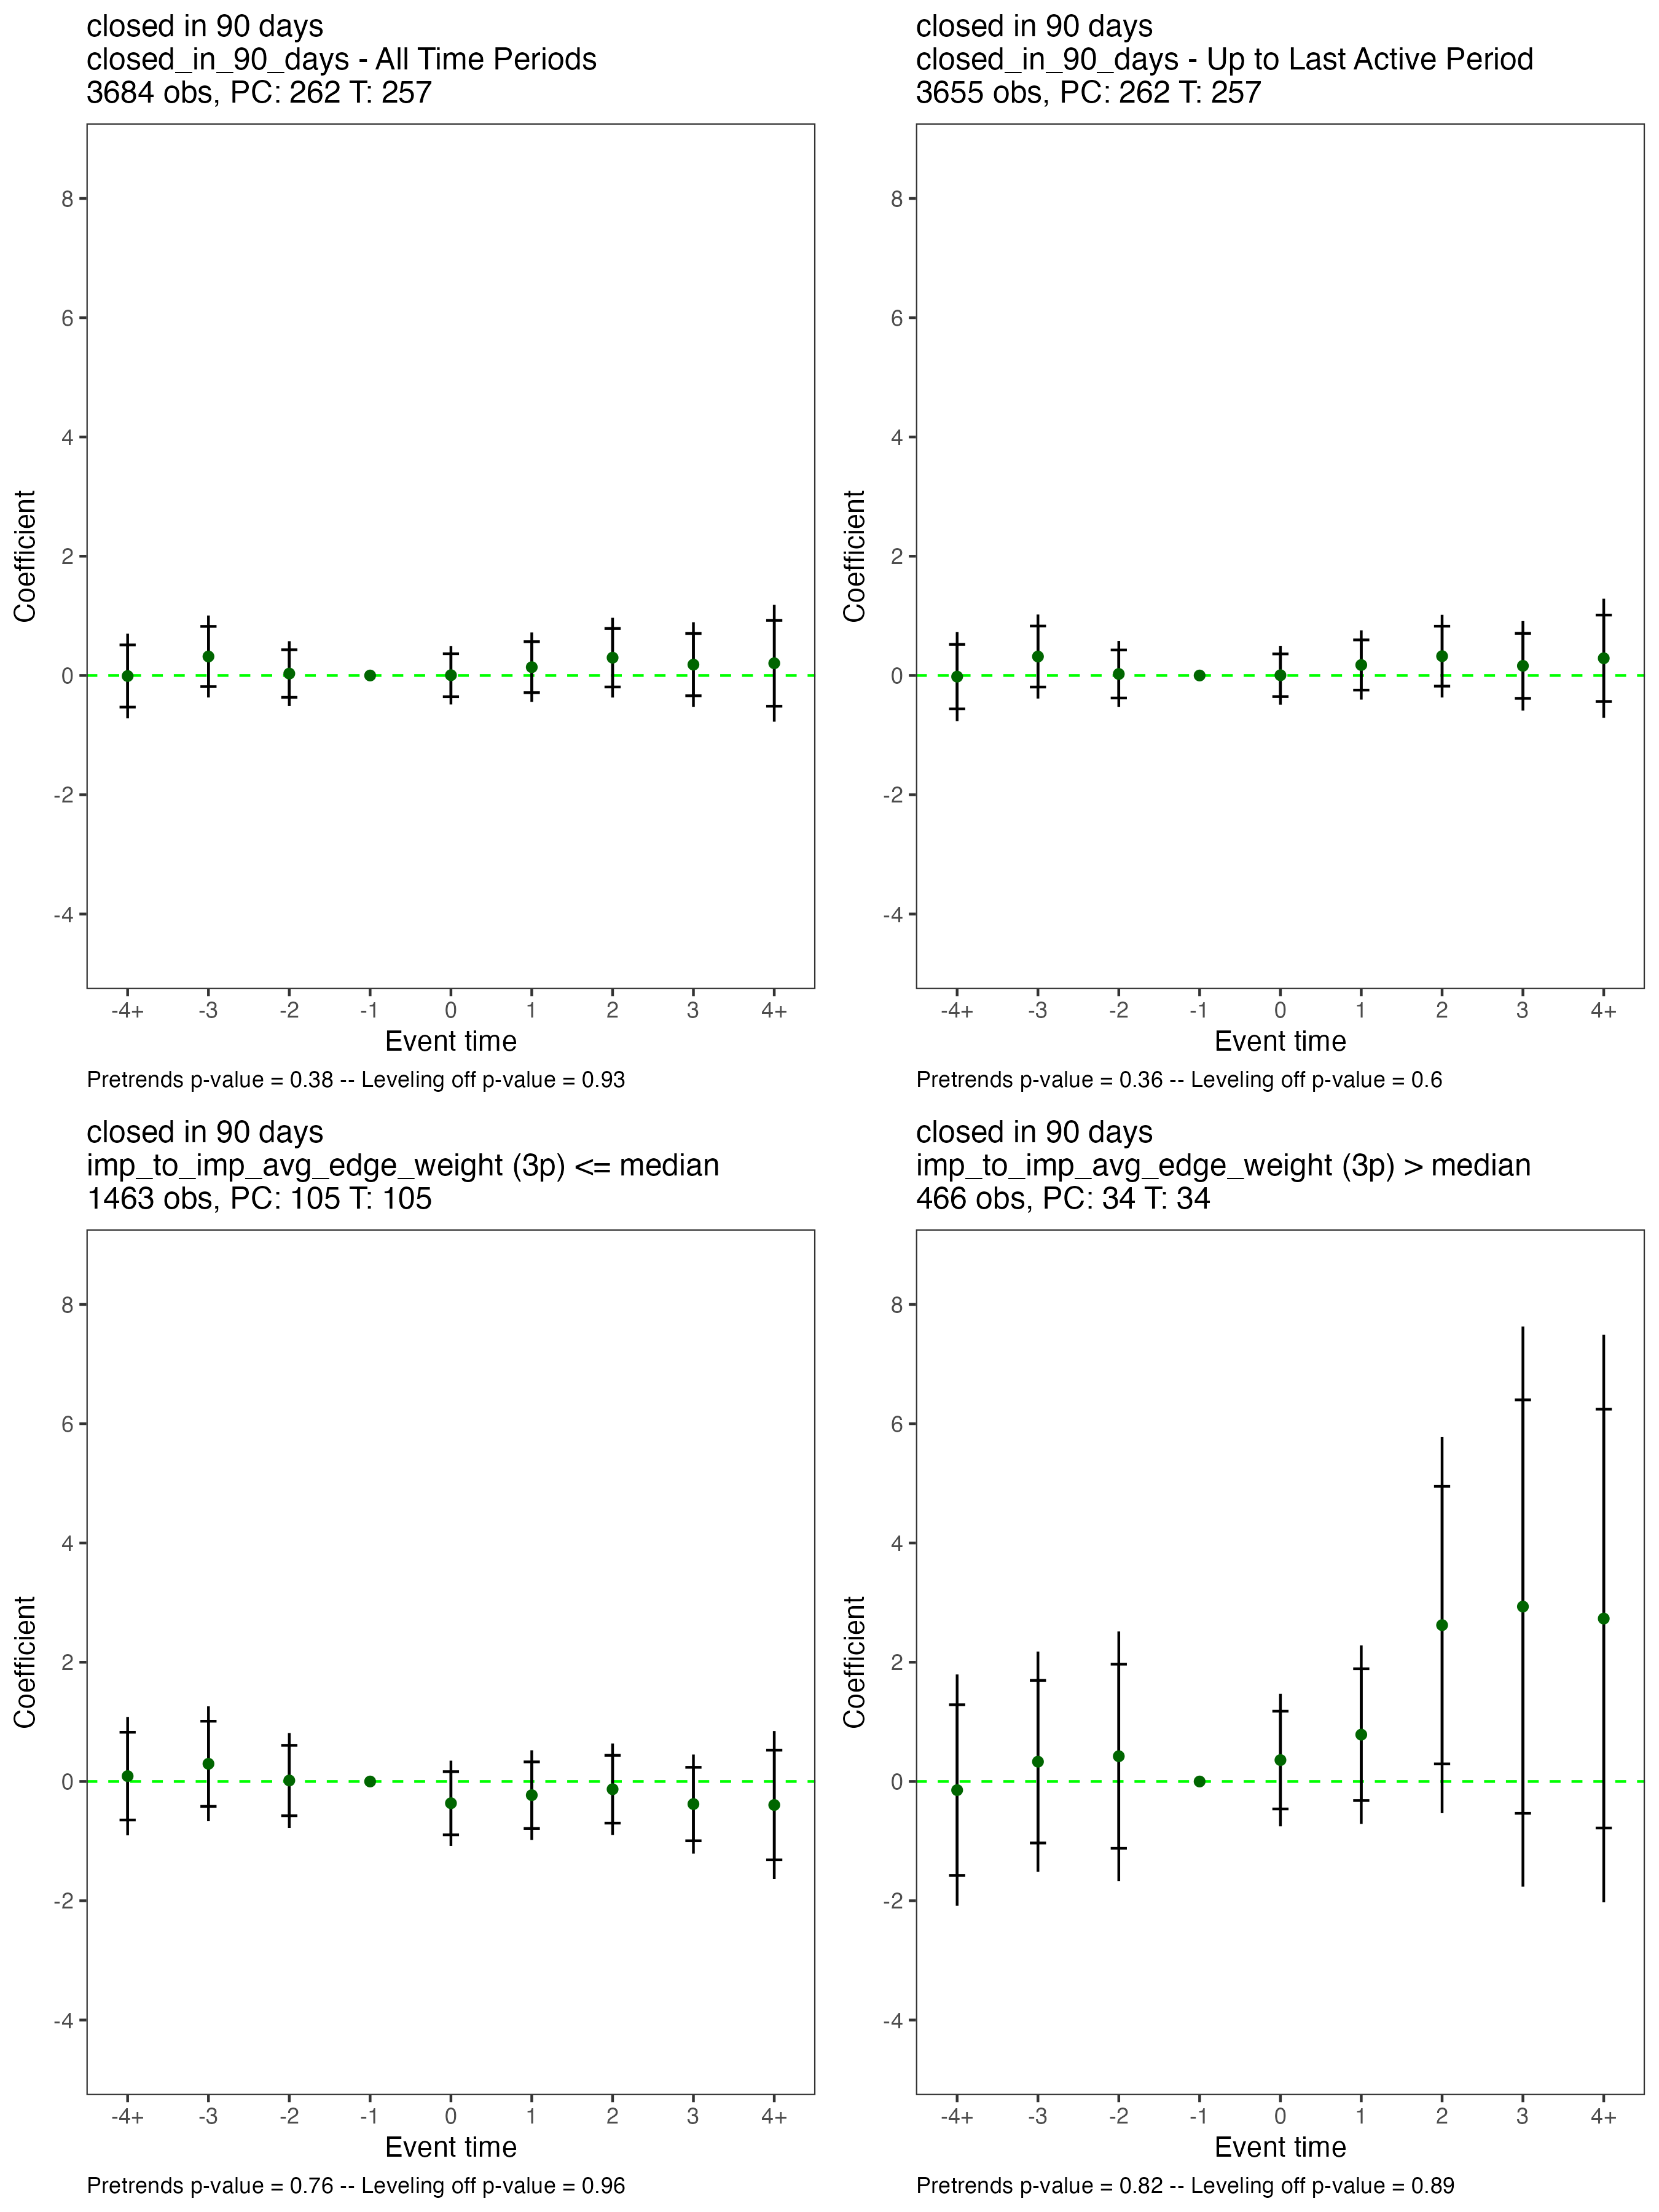 closed in 90 days
closed_in_90_days - All Time Periods
3684 obs, PC: 262 T: 257
8
6
4
2
0
-2
-4
Coefficient
-4+ -3 -2 -1 0 1 2 3 4+
Event time
Pretrends p-value = 0.38 -- Leveling off p-value = 0.93
closed in 90 days
closed_in_90_days - Up to Last Active Period
3655 obs, PC: 262 T: 257
8
6
4
2
0
-2
-4
Coefficient
-4+ -3 -2 -1 0 1 2 3 4+
Event time
Pretrends p-value = 0.36 -- Leveling off p-value = 0.6
closed in 90 days
imp_to_imp_avg_edge_weight (3p) <= median
1463 obs, PC: 105 T: 105
8
6
4
2
0
-2
-4
Coefficient
-4+ -3 -2 -1 0 1 2 3 4+
Event time
Pretrends p-value = 0.76 -- Leveling off p-value = 0.96
closed in 90 days
imp_to_imp_avg_edge_weight (3p) > median
466 obs, PC: 34 T: 34
8
6
4
2
0
-2
-4
Coefficient
-4+ -3 -2 -1 0 1 2 3 4+
Event time
Pretrends p-value = 0.82 -- Leveling off p-value = 0.89